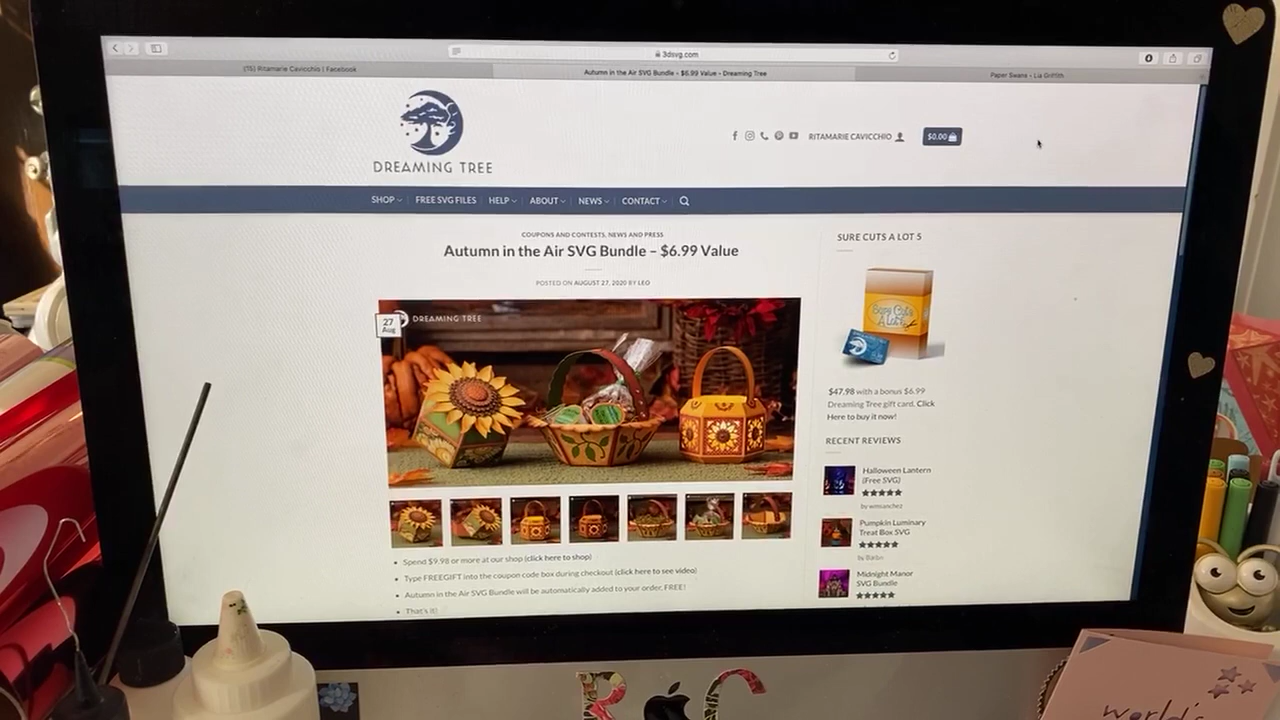 3dsvg.com
(15) Ritamarie Cavicchio | Facebook
Autumn in the Air SVG Bundle - $6.99 Value - Dreaming Tree
Paper Swans - Lia Griffith
DREAMING TREE
RITAMARIE CAVICCHIO
$0.00
SHOP
FREE SVG FILES
HELP
ABOUT
NEWS
CONTACT
COUPONS AND CONTESTS, NEWS AND PRESS
Autumn in the Air SVG Bundle – $6.99 Value
POSTED ON AUGUST 27, 2020 BY LEO
27
Aug
DREAMING TREE
Spend $9.98 or more at our shop (click here to shop)
Type FREEGIFT into the coupon code box during checkout (click here to see video)
Autumn in the Air SVG Bundle will be automatically added to your order, FREE!
That's it!
SURE CUTS A LOT 5
Sure Cuts
A Lot
$47.98 with a bonus $6.99
Dreaming Tree gift card. Click
Here to buy it now!
RECENT REVIEWS
Halloween Lantern
(Free SVG)
Pumpkin Luminary
Treat Box SVG
Midnight Manor
SVG Bundle
R C
world's